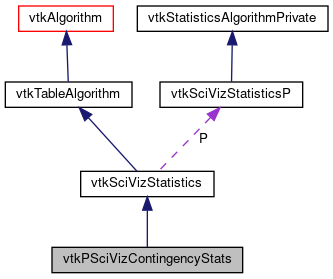 vtkAlgorithm
vtkStatisticsAlgorithmPrivate
vtkTableAlgorithm
vtkSciVizStatisticsP
P
vtkSciVizStatistics
vtkPSciVizContingencyStats